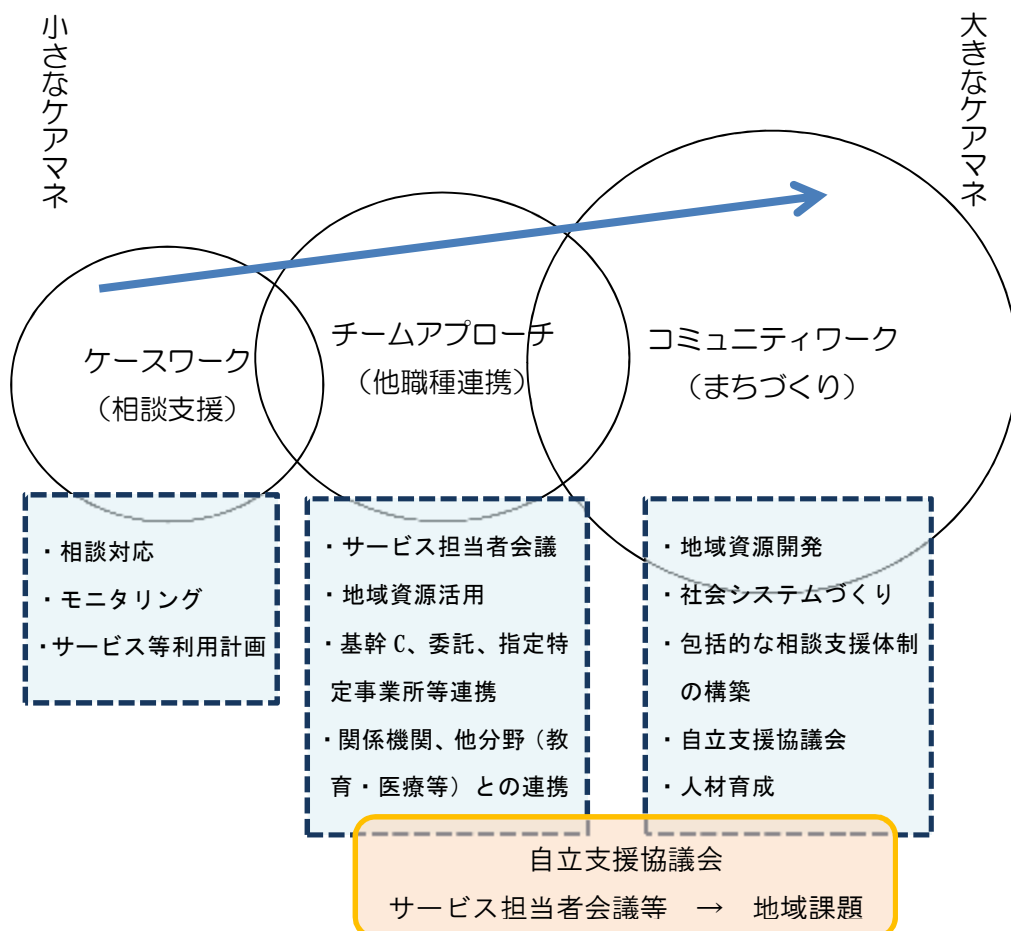 小さなケアマネ
大きなケアマネ
ケースワーク
（相談支援）
チームアプローチ
（他職種連携）
コミュニティワーク
（まちづくり）
・相談対応
・モニタリング
・サービス等利用計画
・サービス担当者会議
・地域資源活用
・基幹 C、委託、指定特
定事業所等連携
・関係機関、他分野（教
育・医療等）との連携
・地域資源開発
・社会システムづくり
・包括的な相談支援体制
の構築
・自立支援協議会
・人材育成
自立支援協議会
サービス担当者会議等　→　地域課題